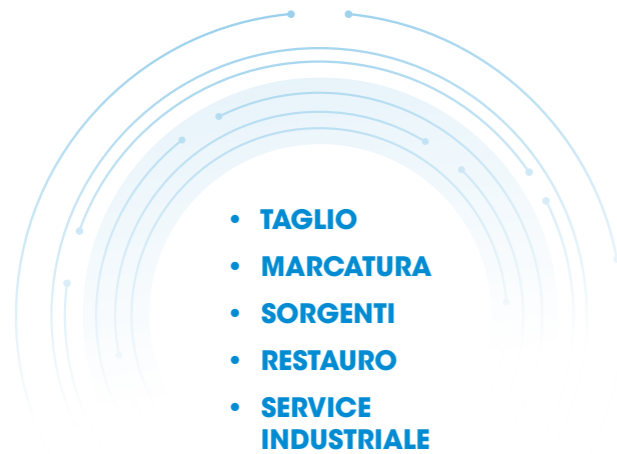 • TAGLIO
• MARCATURA
• SORGENTI
• RESTAURO
• SERVICE
INDUSTRIALE